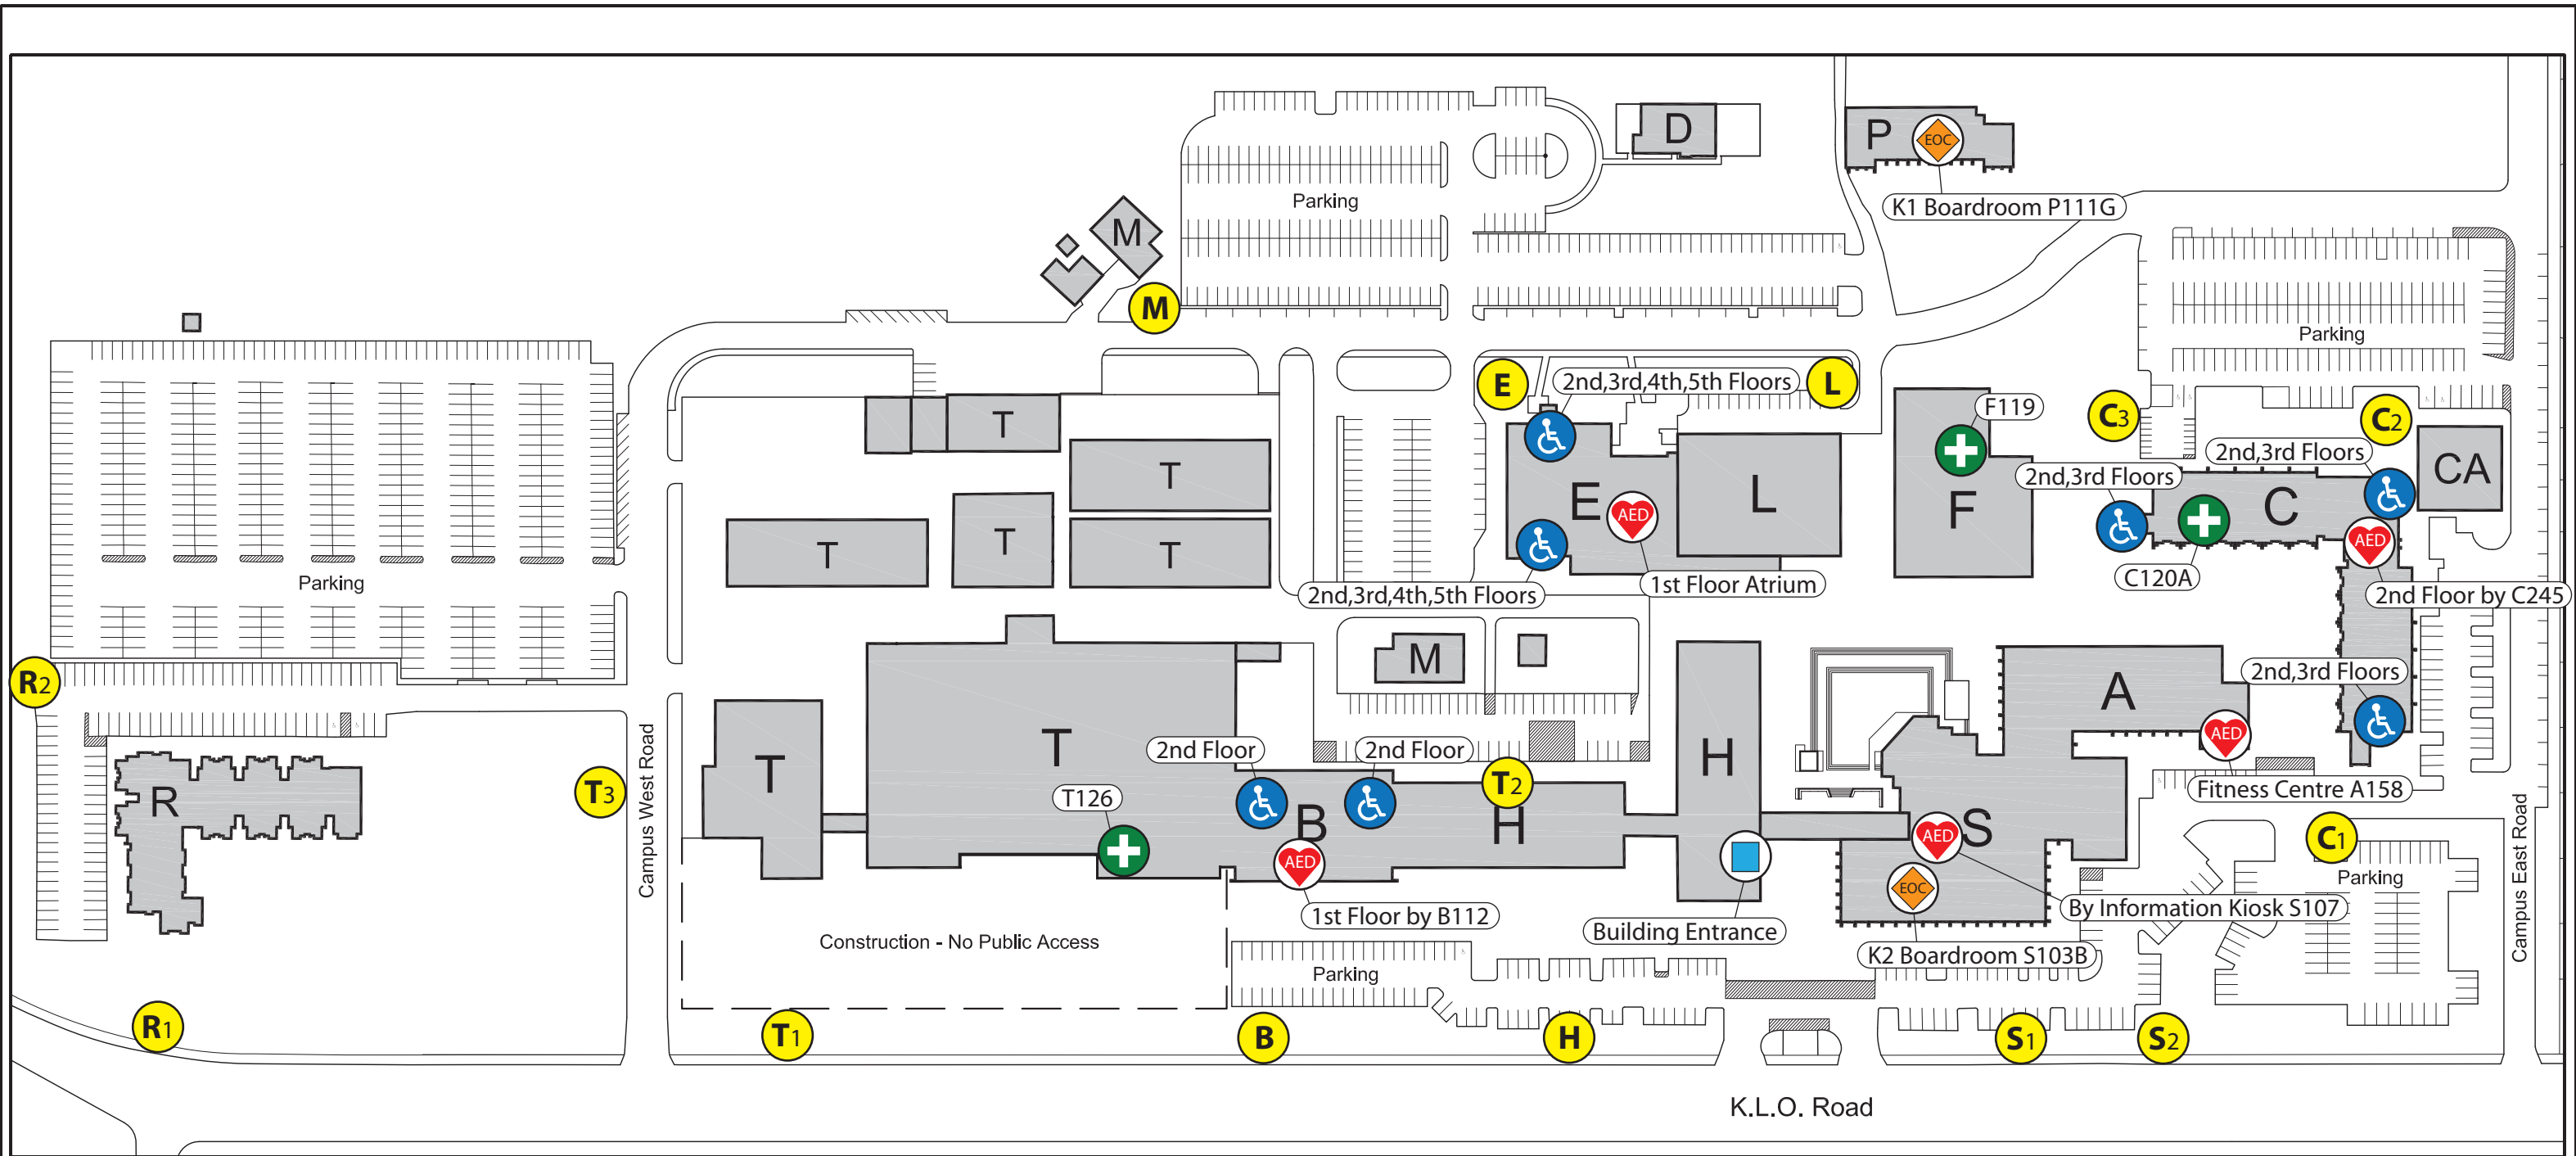 D
P
EOC
K1 Boardroom P111G
Parking
M
M
Parking
E
2nd,3rd,4th,5th Floors
L
F119
C3
C2
2nd,3rd Floors
2nd,3rd Floors
CA
T
T
T
T
T
E
AED
L
F
C
AED
C120A
2nd Floor by C245
2nd,3rd,4th,5th Floors
1st Floor Atrium
Parking
R2
M
A
2nd,3rd Floors
T
T
2nd Floor
2nd Floor
T2
H
AED
Fitness Centre A158
R
T3
Campus West Road
T126
B
H
AED
S
AED
EOC
C1
Parking
Campus East Road
1st Floor by B112
Building Entrance
By Information Kiosk S107
K2 Boardroom S103B
Construction - No Public Access
Parking
R1
T1
B
H
S1
S2
K.L.O. Road